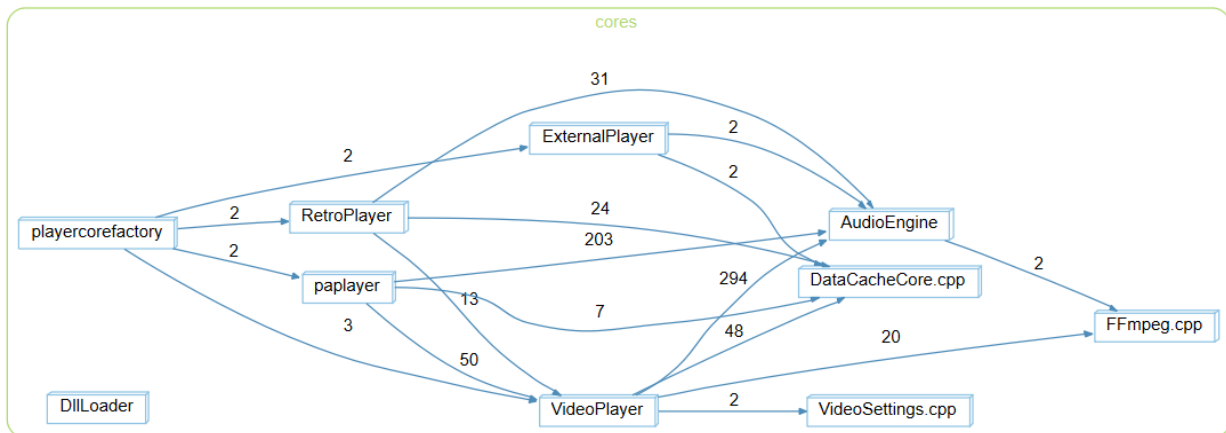 cores
31
ExternalPlayer
2
2
2
playercorefactory
2
RetroPlayer
24
AudioEngine
203
2
paplayer
294
DataCacheCore.cpp
2
13
7
FFmpeg.cpp
3
48
20
50
DllLoader
VideoPlayer
2
VideoSettings.cpp